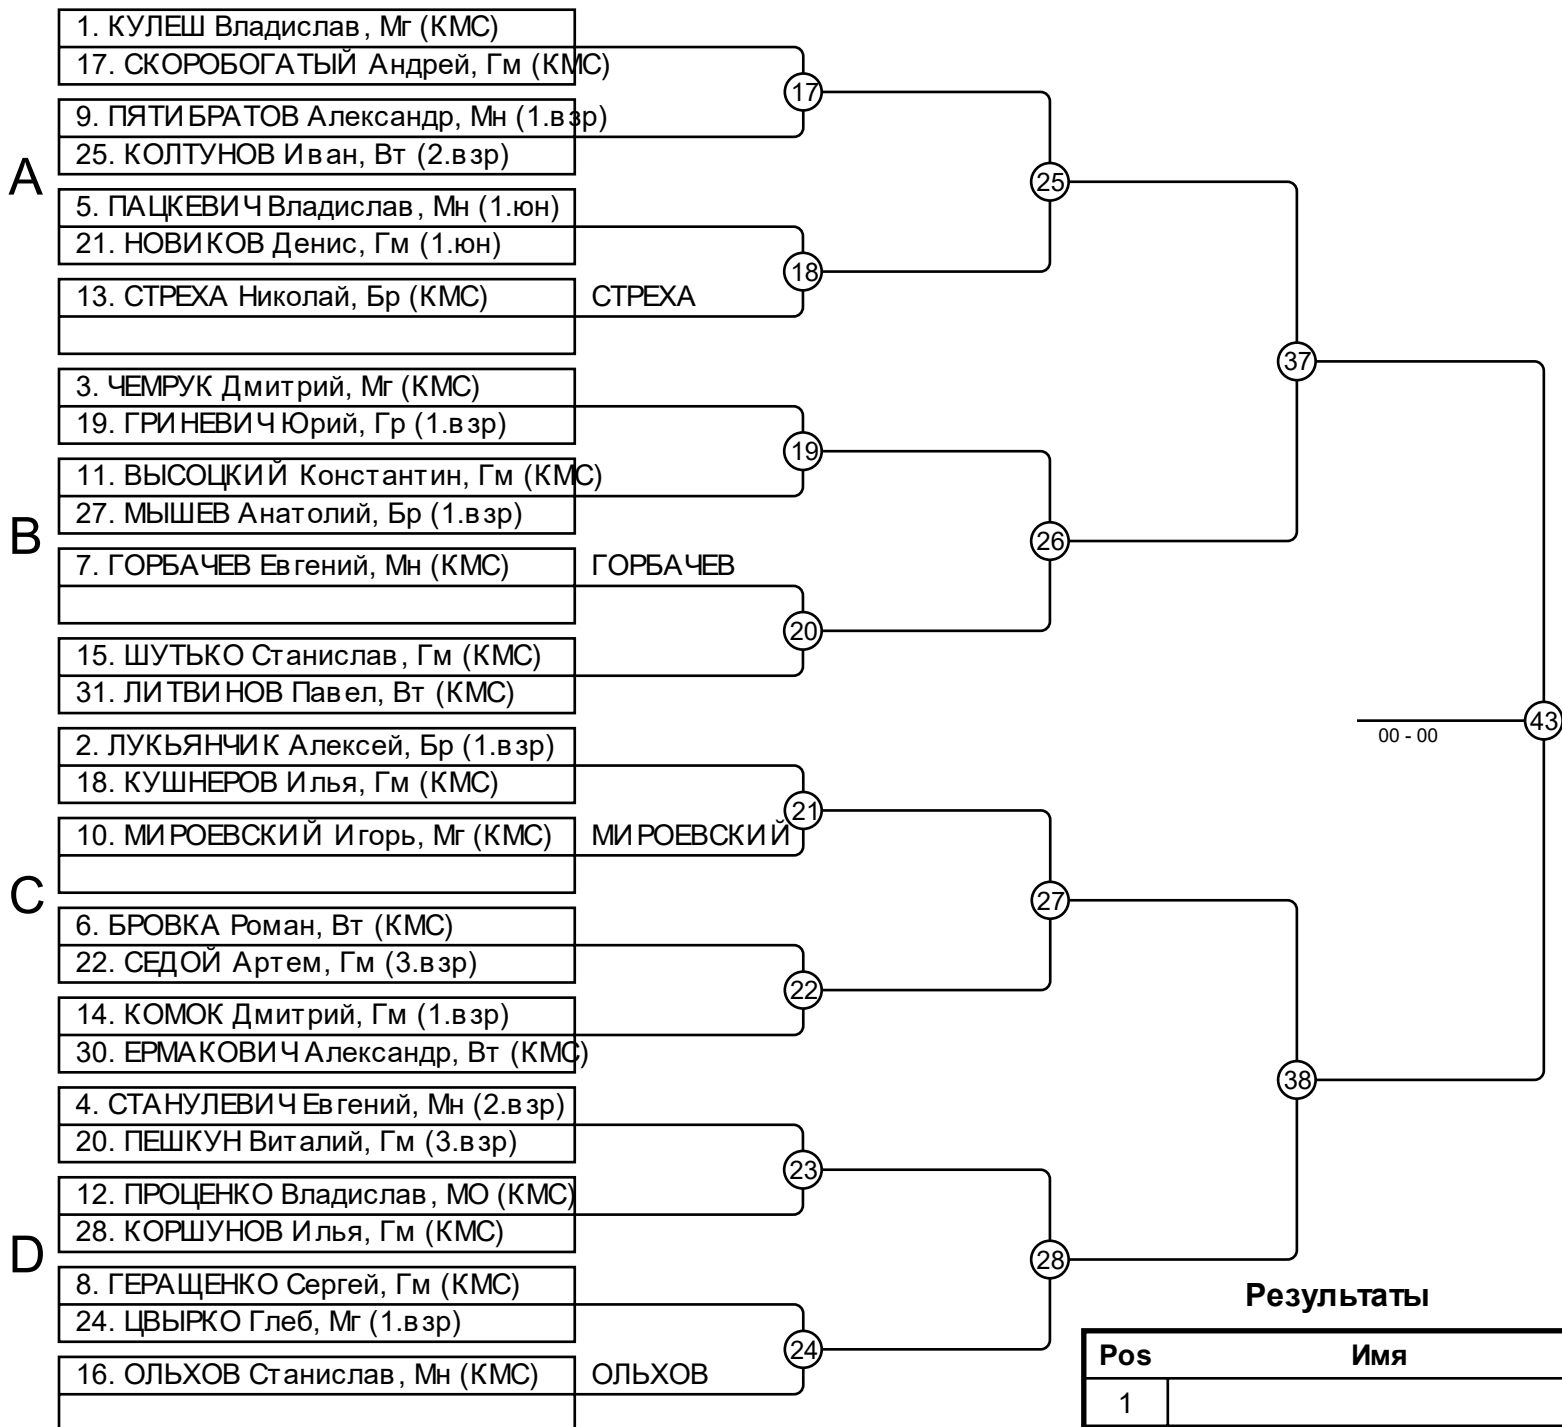 1. КУЛЕШ Владислав, Мг (КМС)
17. СКОРОБОГАТЫЙ Андрей, Гм (КМС)
17
9. ПЯТИБРАТОВ Александр, Мн (1.взр)
25. КОЛТУНОВ Иван, Вт (2.взр)
A
25
5. ПАЦКЕВИЧ Владислав, Мн (1.юн)
21. НОВИКОВ Денис, Гм (1.юн)
18
13. СТРЕХА Николай, Бр (КМС) СТРЕХА
37
3. ЧЕМРУК Дмитрий, Мг (КМС)
19. ГРИНЕВИЧ Юрий, Гр (1.взр)
19
11. ВЫСОЦКИЙ Константин, Гм (КМС)
27. МЫШЕВ Анатолий, Бр (1.взр)
B
26
7. ГОРБАЧЕВ Евгений, Мн (КМС) ГОРБАЧЕВ
20
15. ШУТЬКО Станислав, Гм (КМС)
31. ЛИТВИНОВ Павел, Вт (КМС)
43
00 - 00
2. ЛУКЬЯНЧИК Алексей, Бр (1.взр)
18. КУШНЕРОВ Илья, Гм (КМС)
21
10. МИРОЕВСКИЙ Игорь, Мг (КМС) МИРОЕВСКИЙ
C
27
6. БРОВКА Роман, Вт (КМС)
22. СЕДОЙ Артем, Гм (3.взр)
22
14. КОМОК Дмитрий, Гм (1.взр)
30. ЕРМАКОВИЧ Александр, Вт (КМС)
38
4. СТАНУЛЕВИЧ Евгений, Мн (2.взр)
20. ПЕШКУН Виталий, Гм (3.взр)
23
12. ПРОЦЕНКО Владислав, МО (КМС)
28. КОРШУНОВ Илья, Гм (КМС)
D
28
8. ГЕРАЩЕНКО Сергей, Гм (КМС)
24. ЦВЫРКО Глеб, Мг (1.взр)
24
16. ОЛЬХОВ Станислав, Мн (КМС) ОЛЬХОВ
Результаты
Pos Имя
1